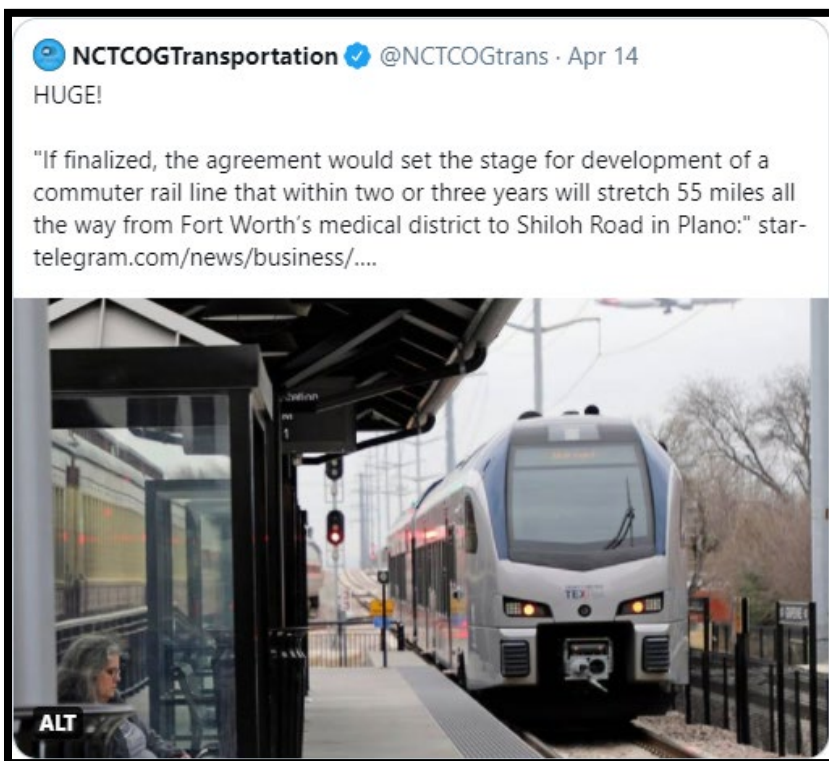 NCTCOGTransportation @NCTCOGtrans · Apr 14
HUGE!
"If finalized, the agreement would set the stage for development of a
commuter rail line that within two or three years will stretch 55 miles all
the way from Fort Worth’s medical district to Shiloh Road in Plano:" star-
telegram.com/news/business/....
1
TEX
ALT